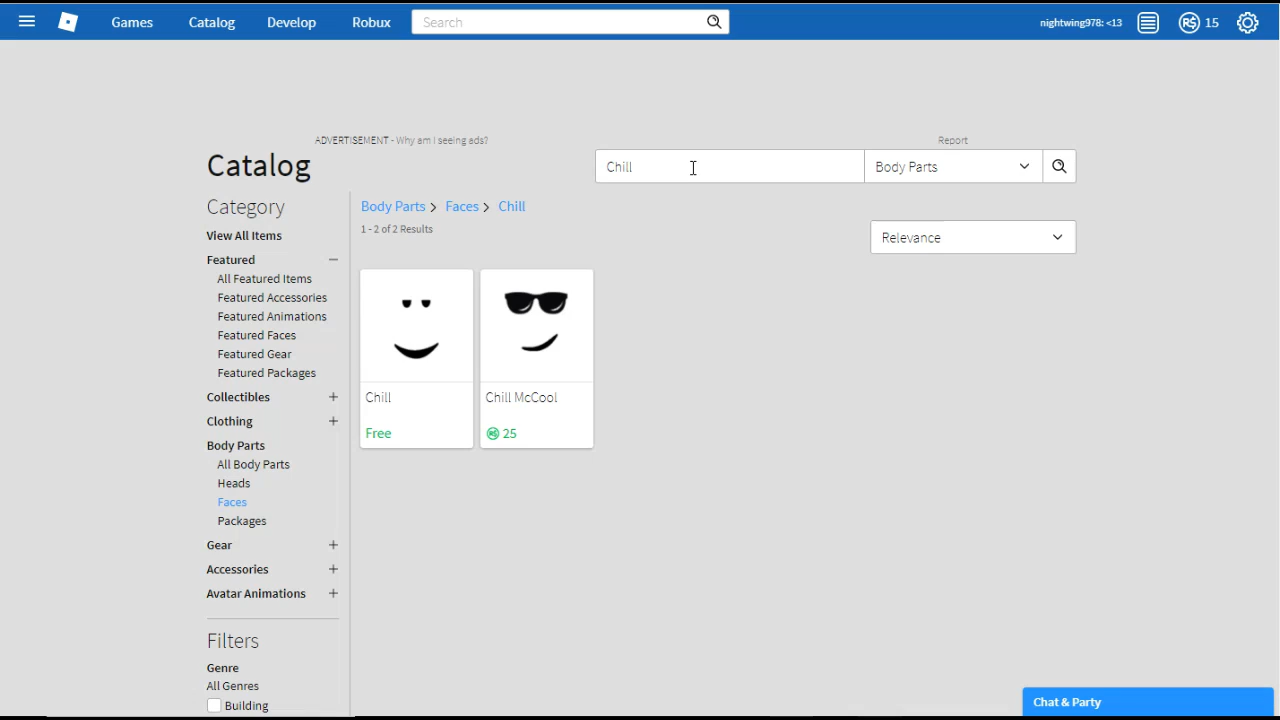 Games Catalog Develop Robux Search nightwing978: <13 R$ 15
ADVERTISEMENT - Why am I seeing ads? Report
Catalog
Chill Body Parts
Category
Body Parts > Faces > Chill
1 - 2 of 2 Results
Relevance
View All Items
Featured
All Featured Items
Featured Accessories
Featured Animations
Featured Faces
Featured Gear
Featured Packages
Collectibles +
Clothing +
Body Parts
All Body Parts
Heads
Faces
Packages
Gear +
Accessories +
Avatar Animations +
Chill
Free
Chill McCool
R$ 25
Filters
Genre
All Genres
Building
Chat & Party